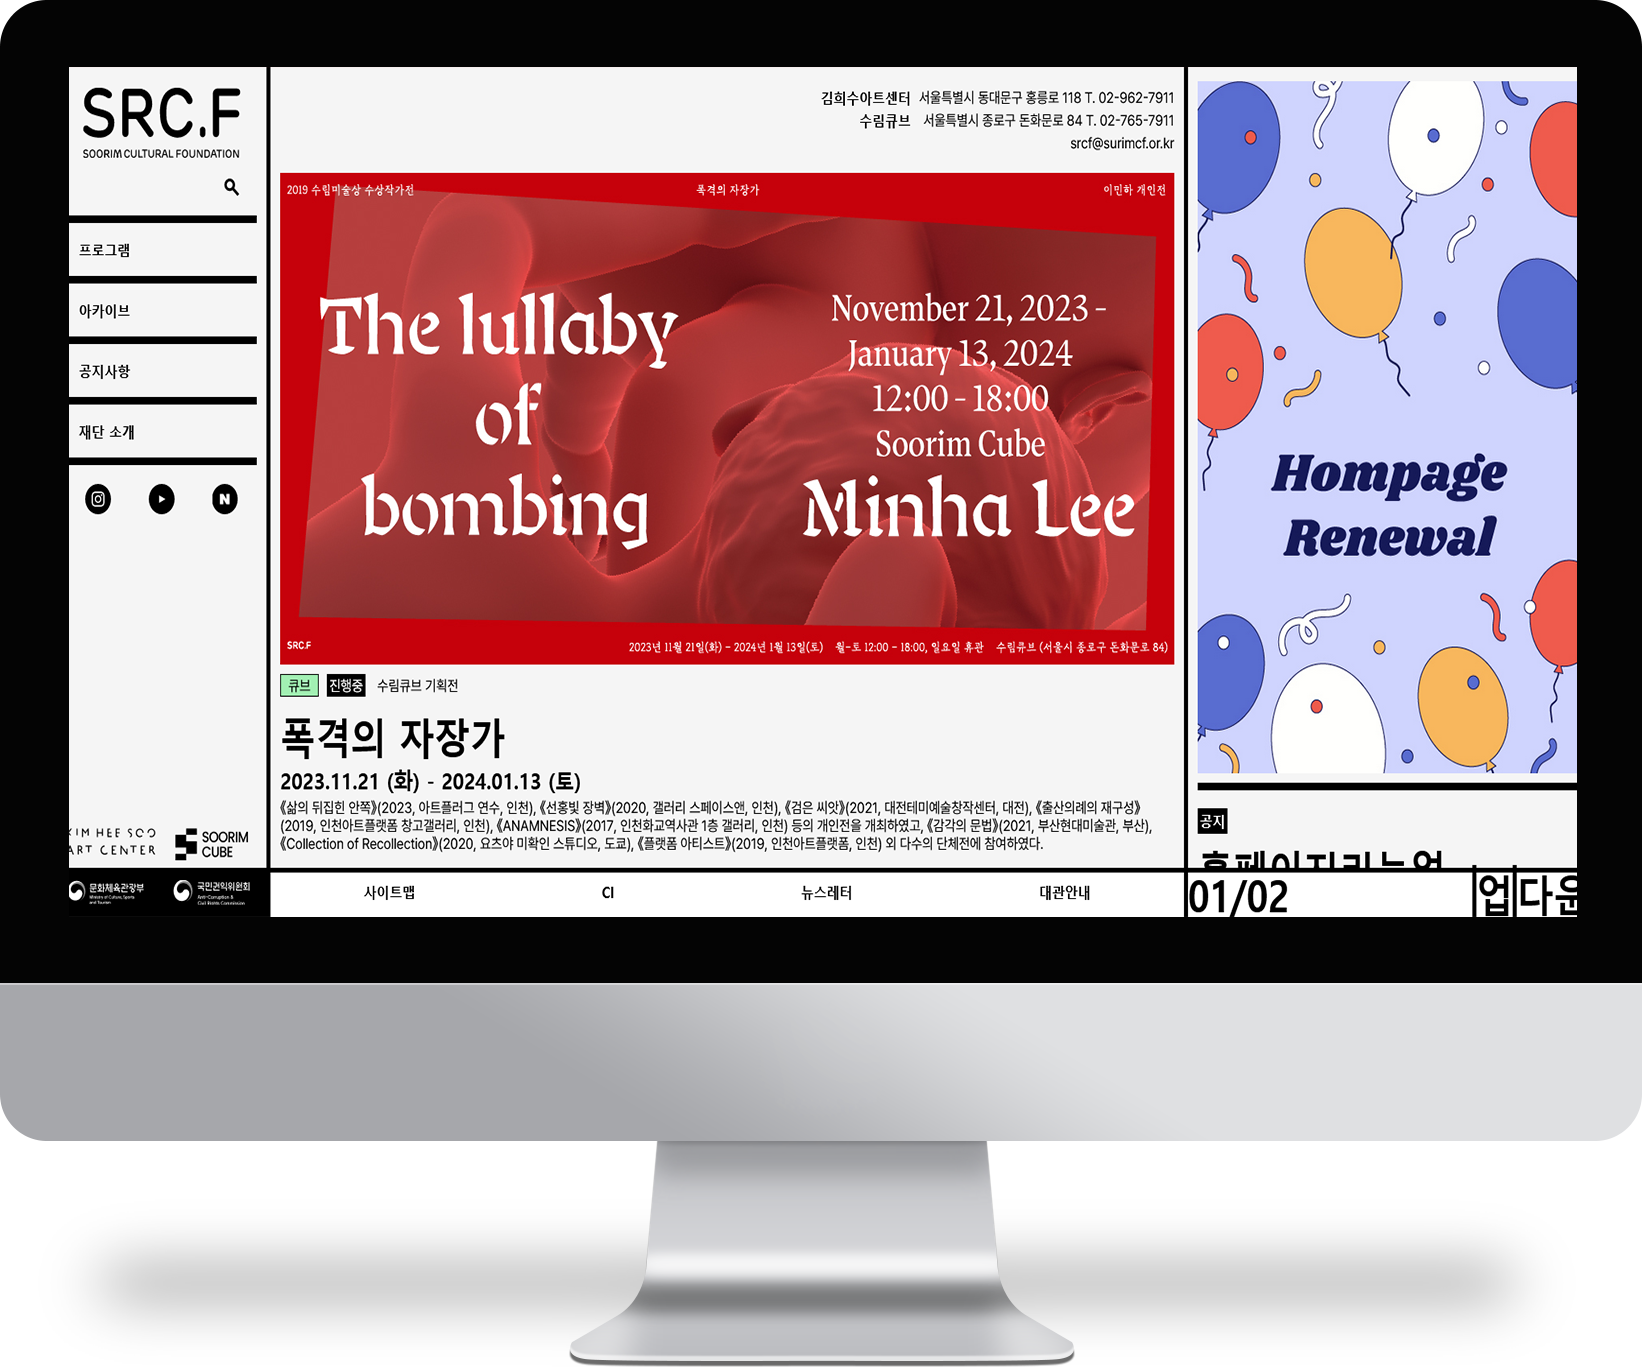 SRC.F
SOORIM CULTURAL FOUNDATION
프로그램
아카이브
공지사항
재단 소개
N
KIM HEE SOO
ART CENTER
SOORIM
CUBE
문화체육관광부
Ministry of Culture, Sports
and Tourism
국민권익위원회
Anti-Corruption &
Civil Rights Commission
김희수아트센터 서울특별시 동대문구 홍릉로 118 T. 02-962-7911
수림큐브 서울특별시 종로구 돈화문로 84 T. 02-765-7911
srcf@surimcf.or.kr
2019 수림미술상 수상작가전 폭격의 자장가 이민하 개인전
The lullaby
of
bombing
November 21, 2023 –
January 13, 2024
12:00 – 18:00
Soorim Cube
Minha Lee
SRC.F 2023년 11월 21일(화) – 2024년 1월 13일(토) 월–토 12:00 – 18:00, 일요일 휴관 수림큐브 (서울시 종로구 돈화문로 84)
큐브 진행중 수림큐브 기획전
폭격의 자장가
2023.11.21 (화) - 2024.01.13 (토)
《삶의 뒤집힌 안쪽》(2023, 아트플러그 연수, 인천), 《선홍빛 장벽》(2020, 갤러리 스페이스앤, 인천), 《검은 씨앗》(2021, 대전테미예술창작센터, 대전), 《출산의례의 재구성》
(2019, 인천아트플랫폼 창고갤러리, 인천), 《ANAMNESIS》(2017, 인천화교역사관 1층 갤러리, 인천) 등의 개인전을 개최하였고, 《감각의 문법》(2021, 부산현대미술관, 부산),
《Collection of Recollection》(2020, 요츠야 미확인 스튜디오, 도쿄), 《플랫폼 아티스트》(2019, 인천아트플랫폼, 인천) 외 다수의 단체전에 참여하였다.
사이트맵 CI 뉴스레터 대관안내
Hompage
Renewal
공지
홈페이지리뉴얼
01/02 업 다운